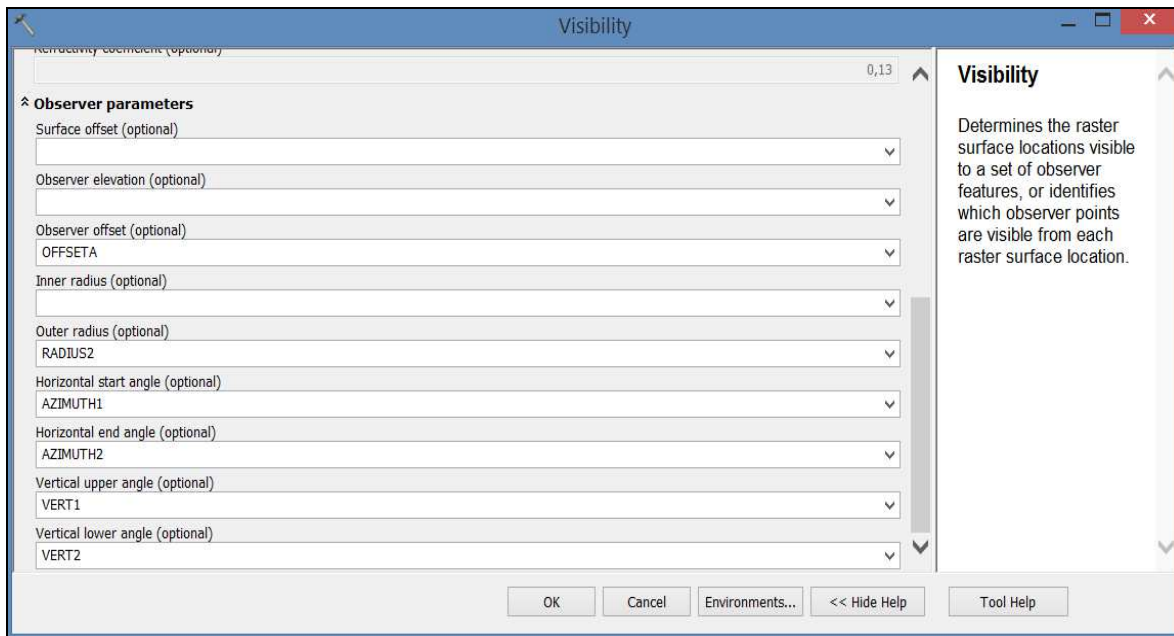 Visibility
Refractivity coefficient (optional)
0,13
Observer parameters
Surface offset (optional)
Observer elevation (optional)
Observer offset (optional)
OFFSETA
Inner radius (optional)
Outer radius (optional)
RADIUS2
Horizontal start angle (optional)
AZIMUTH1
Horizontal end angle (optional)
AZIMUTH2
Vertical upper angle (optional)
VERT1
Vertical lower angle (optional)
VERT2
Visibility
Determines the raster
surface locations visible
to a set of observer
features, or identifies
which observer points
are visible from each
raster surface location.
OK Cancel Environments... << Hide Help Tool Help